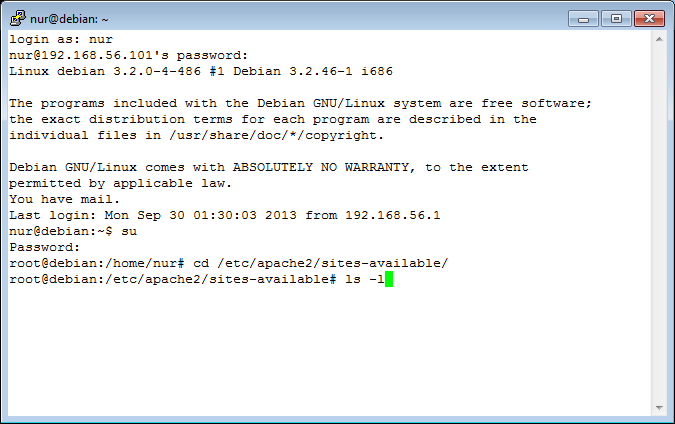 nur@debian: ~
login as: nur
nur@192.168.56.101's password:
Linux debian 3.2.0-4-486 #1 Debian 3.2.46-1 i686
The programs included with the Debian GNU/Linux system are free software;
the exact distribution terms for each program are described in the
individual files in /usr/share/doc/*/copyright.
Debian GNU/Linux comes with ABSOLUTELY NO WARRANTY, to the extent
permitted by applicable law.
You have mail.
Last login: Mon Sep 30 01:30:03 2013 from 192.168.56.1
nur@debian:~$ su
Password:
root@debian:/home/nur# cd /etc/apache2/sites-available/
root@debian:/etc/apache2/sites-available# ls -l